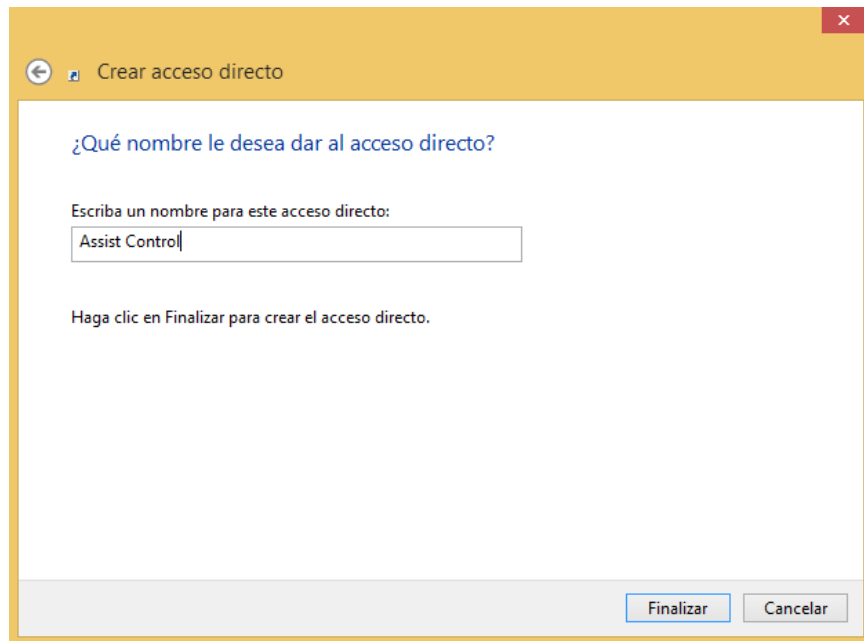 Crear acceso directo
¿Qué nombre le desea dar al acceso directo?
Escriba un nombre para este acceso directo:
Assist Control
Haga clic en Finalizar para crear el acceso directo.
Finalizar Cancelar